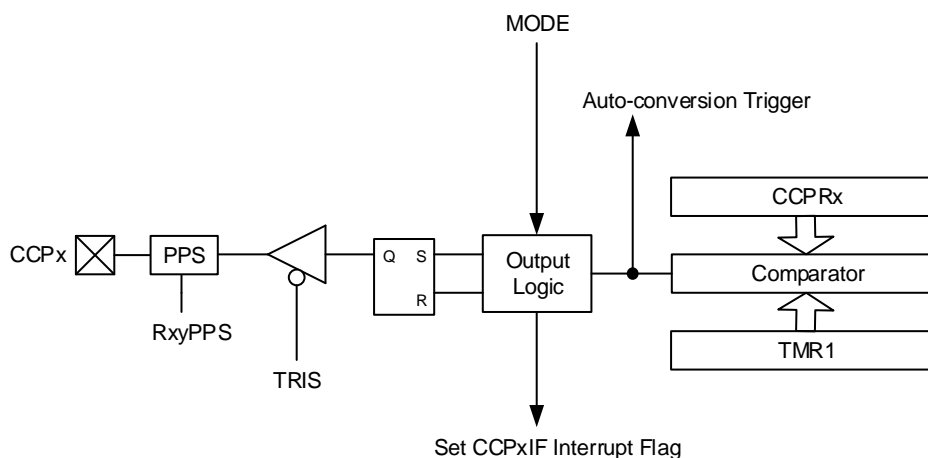 MODE
Auto-conversion Trigger
CCPRx
CCPx
PPS
Q
S
R
Output
Logic
Comparator
RxyPPS
TRIS
TMR1
Set CCPxIF Interrupt Flag